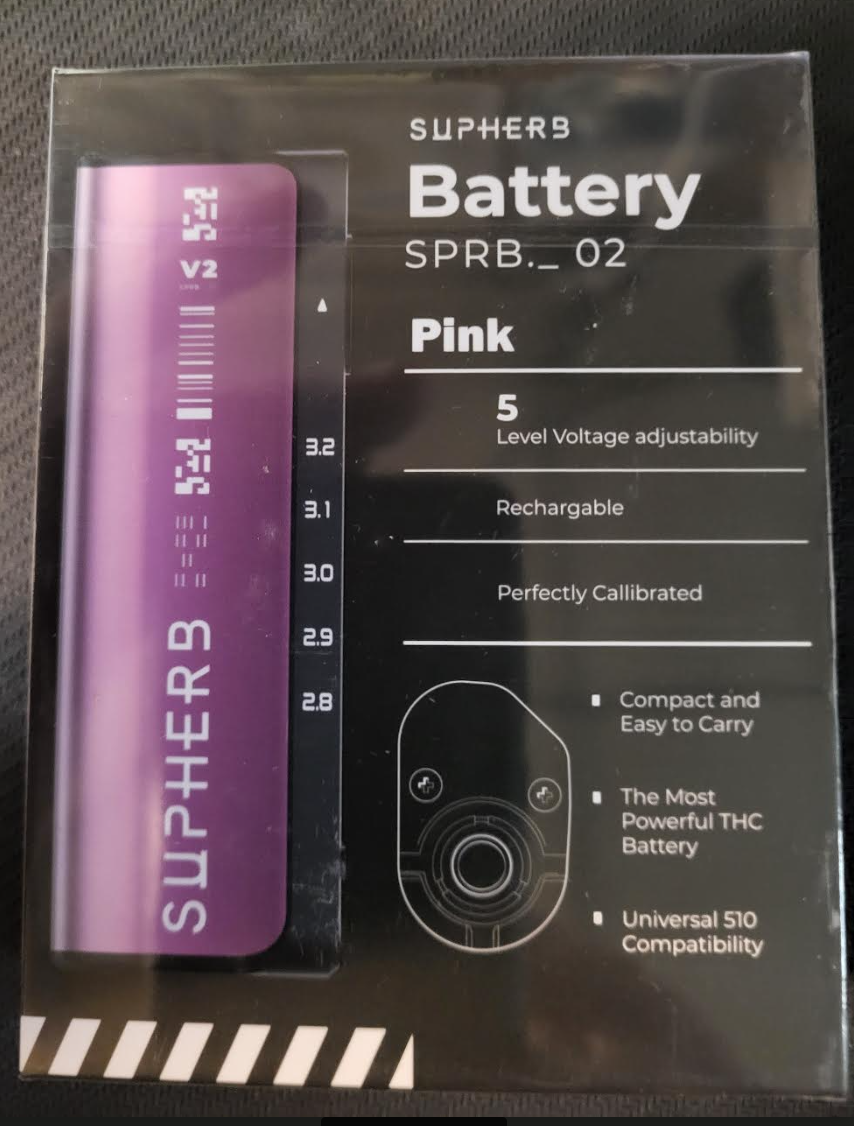 SUPHERB
Battery
SPRB._ 02
Pink
5
Level Voltage adjustability
Rechargable
Perfectly Callibrated
Compact and
Easy to Carry
The Most
Powerful THC
Battery
Universal 510
Compatibility
V2
SUPHERB
3.2
3.1
3.0
2.9
2.8